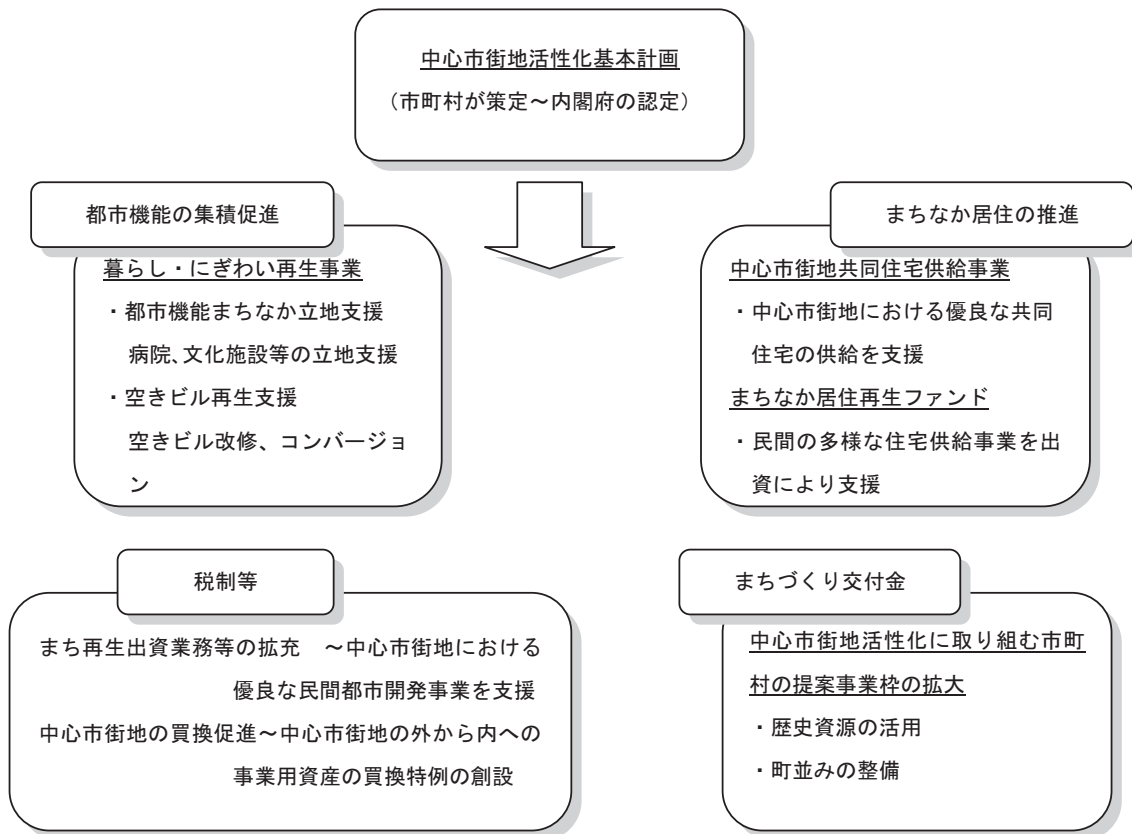 中心市街地活性化基本計画
（市町村が策定～内閣府の認定）
都市機能の集積促進
暮らし・にぎわい再生事業
・都市機能まちなか立地支援
病院、文化施設等の立地支援
・空きビル再生支援
空きビル改修、コンバージョ
ン
まちなか居住の推進
中心市街地共同住宅供給事業
・中心市街地における優良な共同
住宅の供給を支援
まちなか居住再生ファンド
・民間の多様な住宅供給事業を出
資により支援
税制等
まち再生出資業務等の拡充　～中心市街地における
優良な民間都市開発事業を支援
中心市街地の買換促進～中心市街地の外から内への
事業用資産の買換特例の創設
まちづくり交付金
中心市街地活性化に取り組む市町
村の提案事業枠の拡大
・歴史資源の活用
・町並みの整備